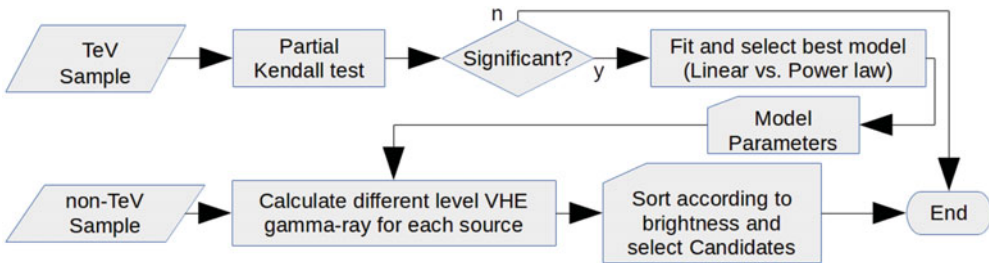 TeV
Sample
Partial
Kendall test
n
Significant?
y
Fit and select best model
(Linear vs. Power law)
Model
Parameters
non-TeV
Sample
Calculate different level VHE
gamma-ray for each source
Sort according to
brightness and
select Candidates
End